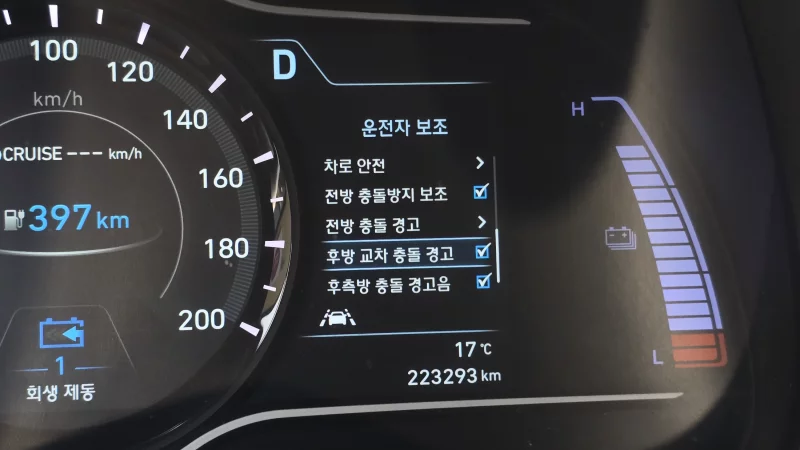 100
120
140
160
180
200
km/h
CRUISE --- km/h
397 km
1
회생 제동
D
운전자 보조
차로 안전
전방 충돌방지 보조
전방 충돌 경고
후방 교차 충돌 경고
후측방 충돌 경고음
17 ℃
223293 km
H
L